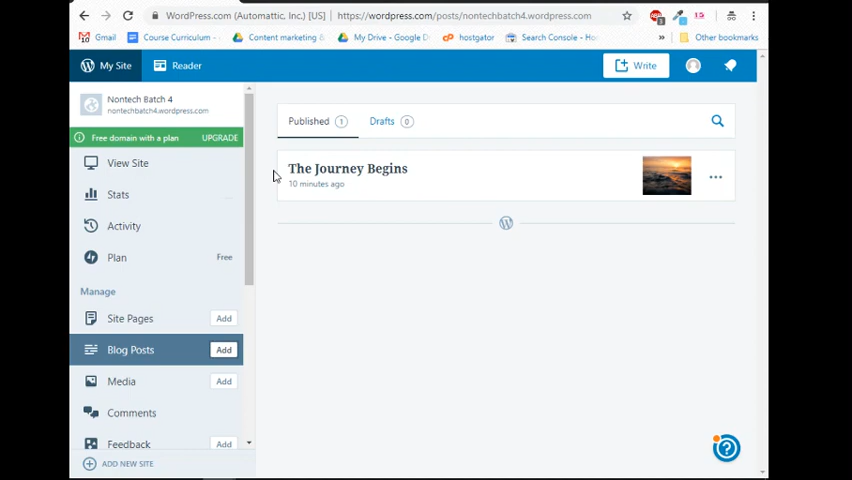 WordPress.com (Automattic, Inc.) [US] | https://wordpress.com/posts/nontechbatch4.wordpress.com
Gmail Course Curriculum - Content marketing & My Drive - Google D hostgator Search Console - Ho Other bookmarks
My Site Reader Write
Nontech Batch 4
nontechbatch4.wordpress.com
Free domain with a plan UPGRADE
View Site
Stats
Activity
Plan Free
Manage
Site Pages Add
Blog Posts Add
Media Add
Comments
Feedback Add
ADD NEW SITE
Published 1 Drafts 0
The Journey Begins
10 minutes ago